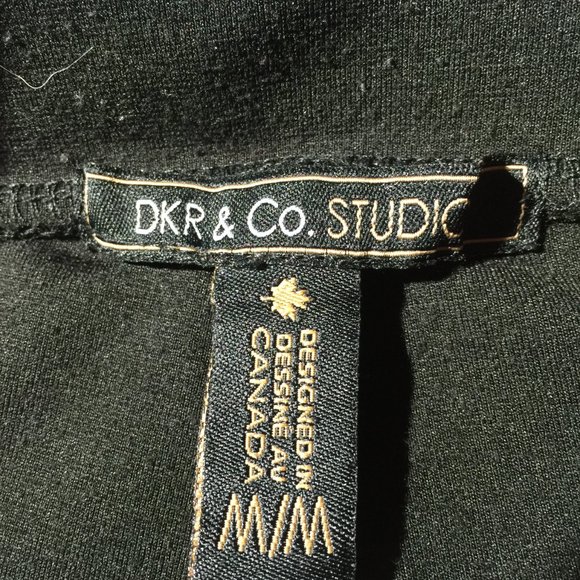 DKR & Co. STUDIO
DESIGNED IN
DESSINÉ AU
CANADA
M/M